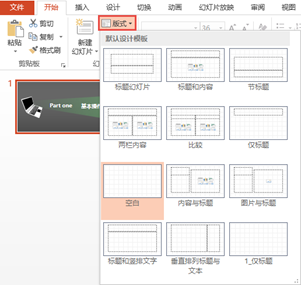 文件 开始 插入 设计 切换 动画 幻灯片放映 审阅 视图
粘贴 剪切 复制 格式刷 新建 幻灯片 版式
剪贴板
默认设计模板
1
Part one 基本操作
标题幻灯片 标题和内容 节标题
两栏内容 比较 仅标题
空白 内容与标题 图片与标题
标题和竖排文字 垂直排列标题与 1_仅标题
文本